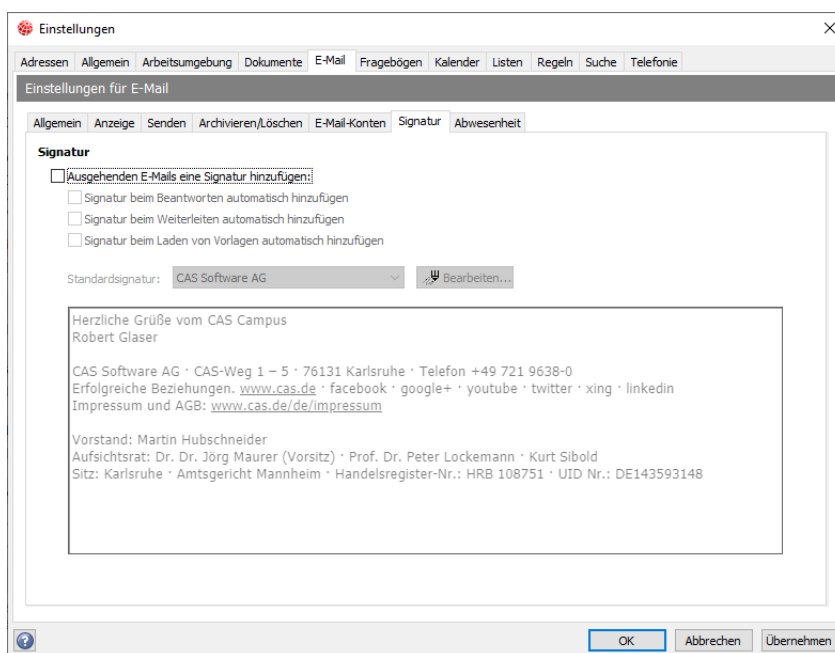 Einstellungen
Adressen Allgemein Arbeitsumgebung Dokumente E-Mail Fragebögen Kalender Listen Regeln Suche Telefonie
Einstellungen für E-Mail
Allgemein Anzeige Senden Archivieren/Löschen E-Mail-Konten Signatur Abwesenheit
Signatur
Ausgehenden E-Mails eine Signatur hinzufügen:
Signatur beim Beantworten automatisch hinzufügen
Signatur beim Weiterleiten automatisch hinzufügen
Signatur beim Laden von Vorlagen automatisch hinzufügen
Standardsignatur: CAS Software AG Bearbeiten...
Herzliche Grüße vom CAS Campus
Robert Glaser
CAS Software AG · CAS-Weg 1 – 5 · 76131 Karlsruhe · Telefon +49 721 9638-0
Erfolgreiche Beziehungen. www.cas.de · facebook · google+ · youtube · twitter · xing · linkedin
Impressum und AGB: www.cas.de/de/impressum
Vorstand: Martin Hubschneider
Aufsichtsrat: Dr. Dr. Jörg Maurer (Vorsitz) · Prof. Dr. Peter Lockemann · Kurt Sibold
Sitz: Karlsruhe · Amtsgericht Mannheim · Handelsregister-Nr.: HRB 108751 · UID Nr.: DE143593148
? OK Abbrechen Übernehmen